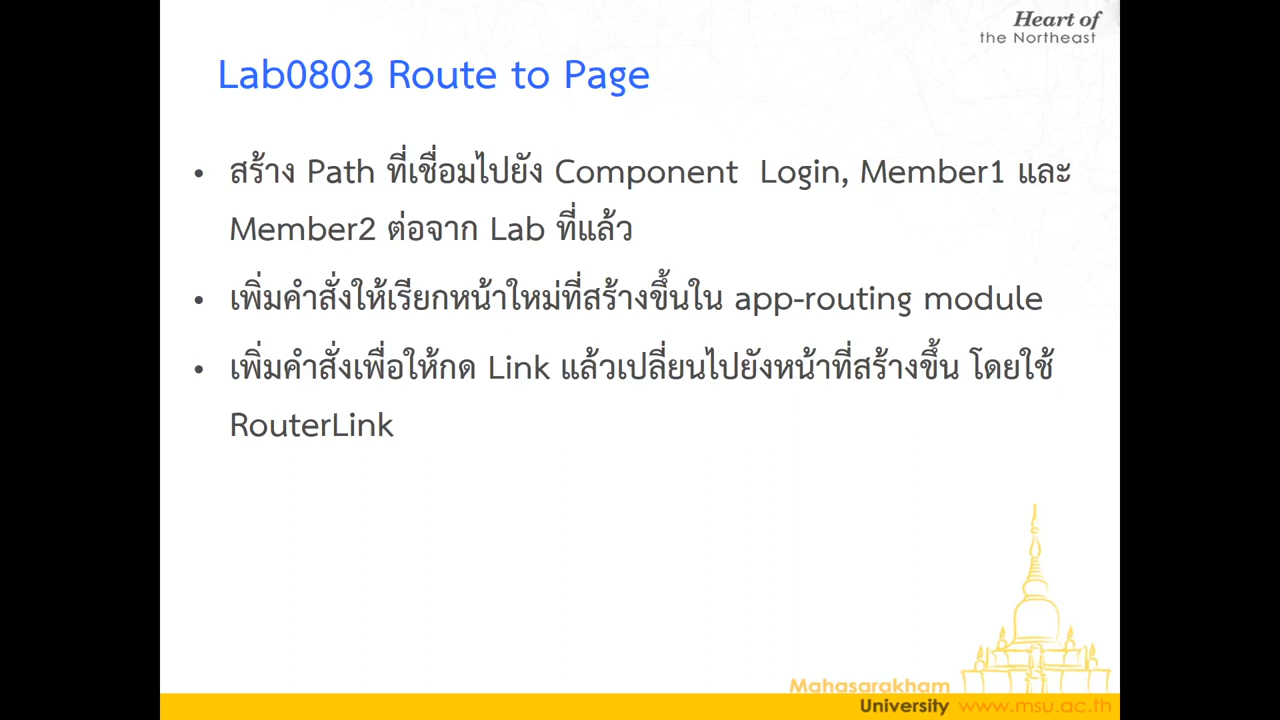 Heart of
the Northeast
Lab0803 Route to Page
• สร้าง Path ที่เชื่อมไปยัง Component  Login, Member1 และ
Member2 ต่อจาก Lab ที่แล้ว
• เพิ่มคำสั่งให้เรียกหน้าใหม่ที่สร้างขึ้นใน app-routing module
• เพิ่มคำสั่งเพื่อให้กด Link แล้วเปลี่ยนไปยังหน้าที่สร้างขึ้น โดยใช้
RouterLink
Mahasarakham
University www.msu.ac.th